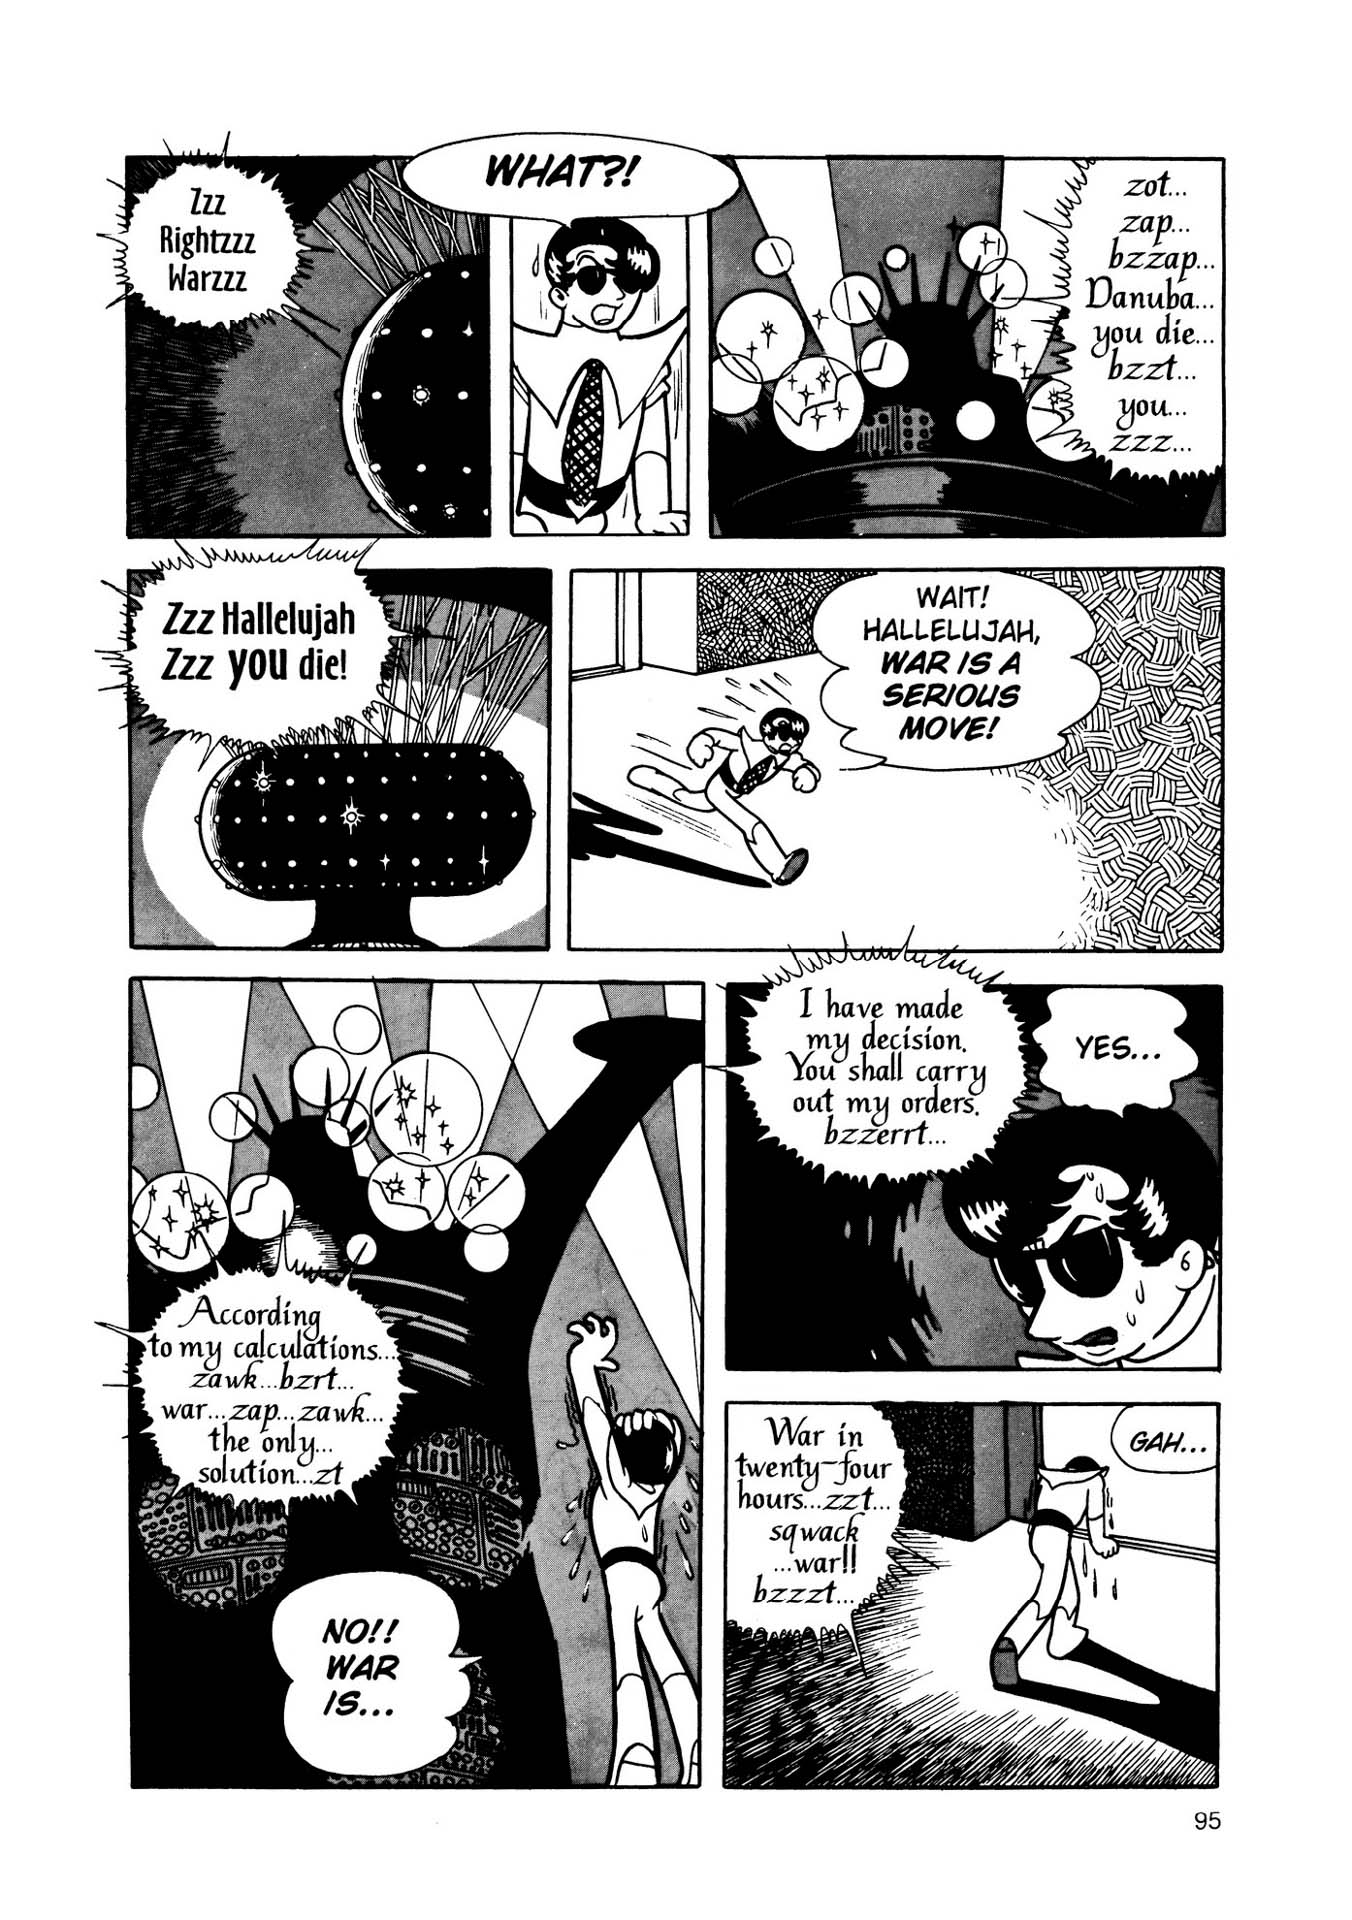 Zzz
Rightzzz
Warzzz
WHAT?!
zot...
zap...
bzzap...
Danuba...
you die...
bzzt...
you...
zzz...
Zzz Hallelujah
Zzz you die!
WAIT!
HALLELUJAH,
WAR IS A
SERIOUS
MOVE!
According
to my calculations...
zawk...bzrt...
war...zap...zawk...
the only...
solution...zt
NO!!
WAR
IS...
I have made
my decision.
You shall carry
out my orders.
bzzerrt...
YES...
War in
twenty-four
hours...zzt...
sqwack
...war!!
bzzzt...
GAH...
95